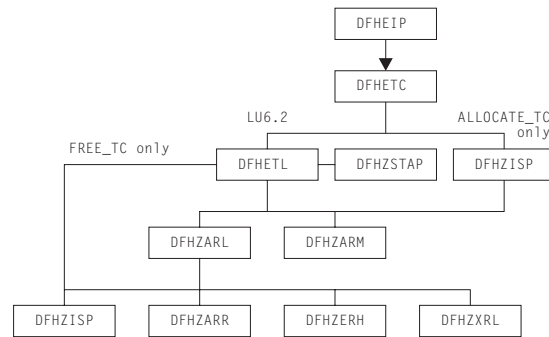 DFHEIP
DFHETC
LU6.2
ALLOCATE_TC
only
FREE_TC only
DFHETL
DFHZSTAP
DFHZISP
DFHZARL
DFHZARM
DFHZISP
DFHZARR
DFHZERH
DFHZXRL